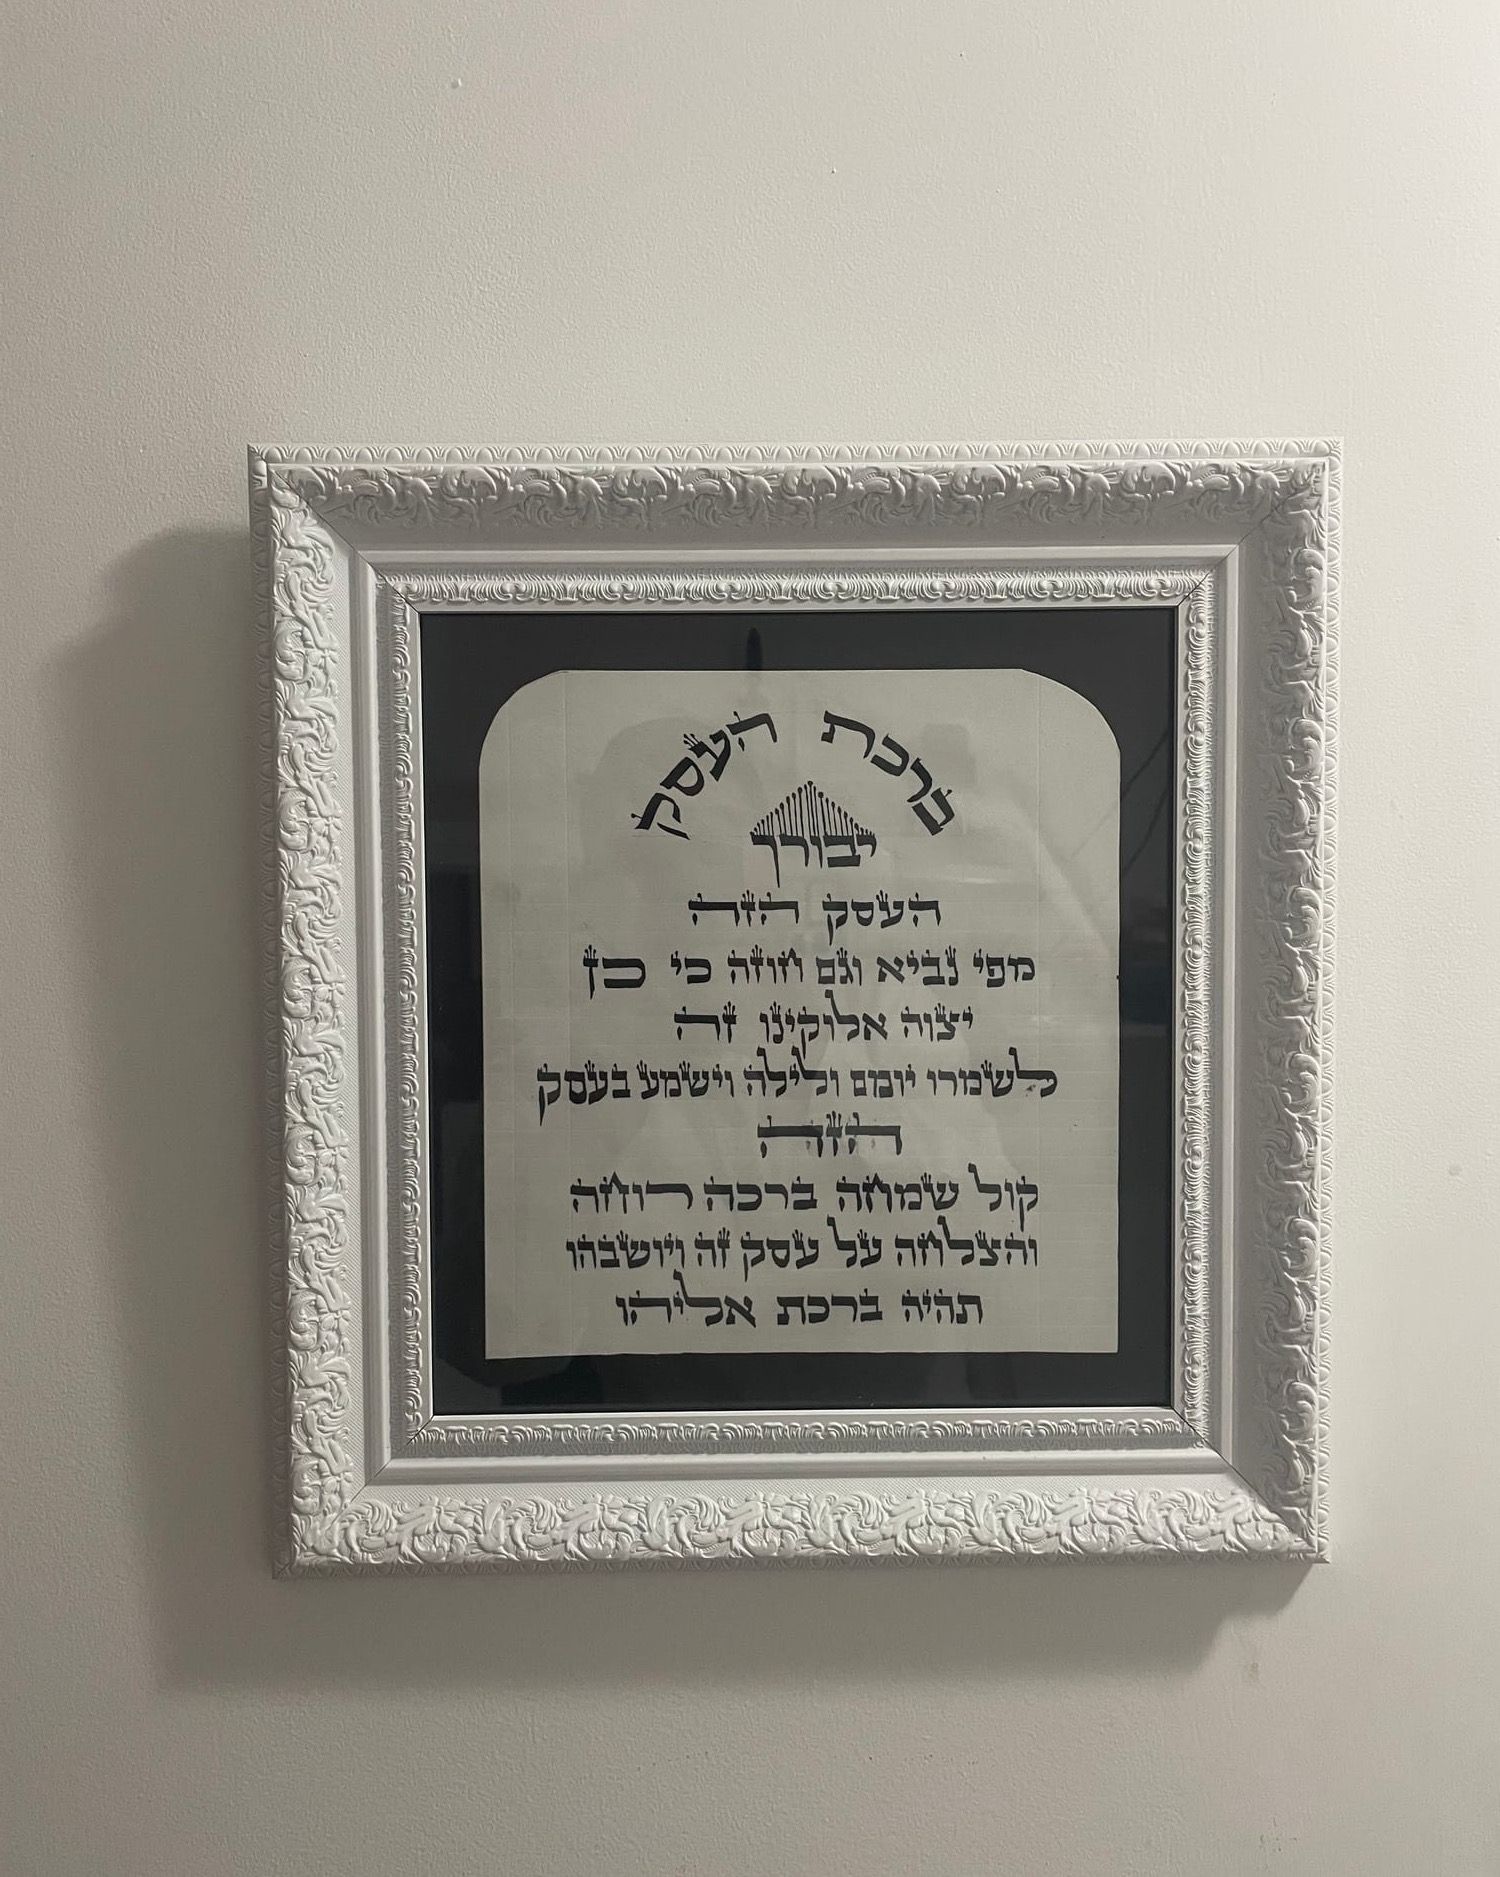 ברכת העסק
יבורך
העסק הזה
מפי נביא וגם חוזה כי כן
יצוה אלוקינו זה
לשמרו יומם ולילה וישמע בעסק
הזה
קול שמחה ברכה רוחה
והצלחה על עסק זה ויושבהו
תהיה ברכת אליהו